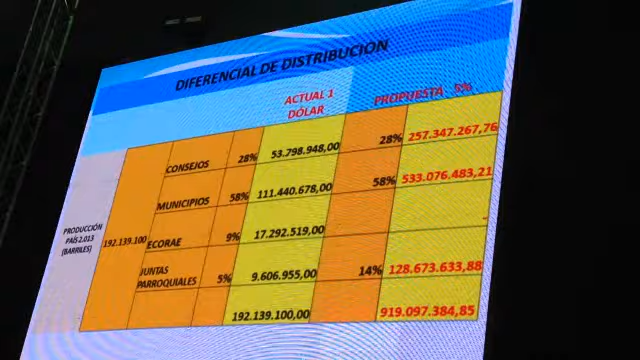 DIFERENCIAL DE DISTRIBUCION
ACTUAL 1 DÓLAR PROPUESTA 5%
CONSEJOS 28% 53.798.948,00 28% 257.347.267,76
MUNICIPIOS 58% 111.440.678,00 58% 533.076.483,21
PRODUCCIÓN
PAÍS 2.013
(BARRILES)
192.139.100
ECORAE 9% 17.292.519,00 -
JUNTAS
PARROQUIALES 5% 9.606.955,00 14% 128.673.633,88
192.139.100,00 919.097.384,85